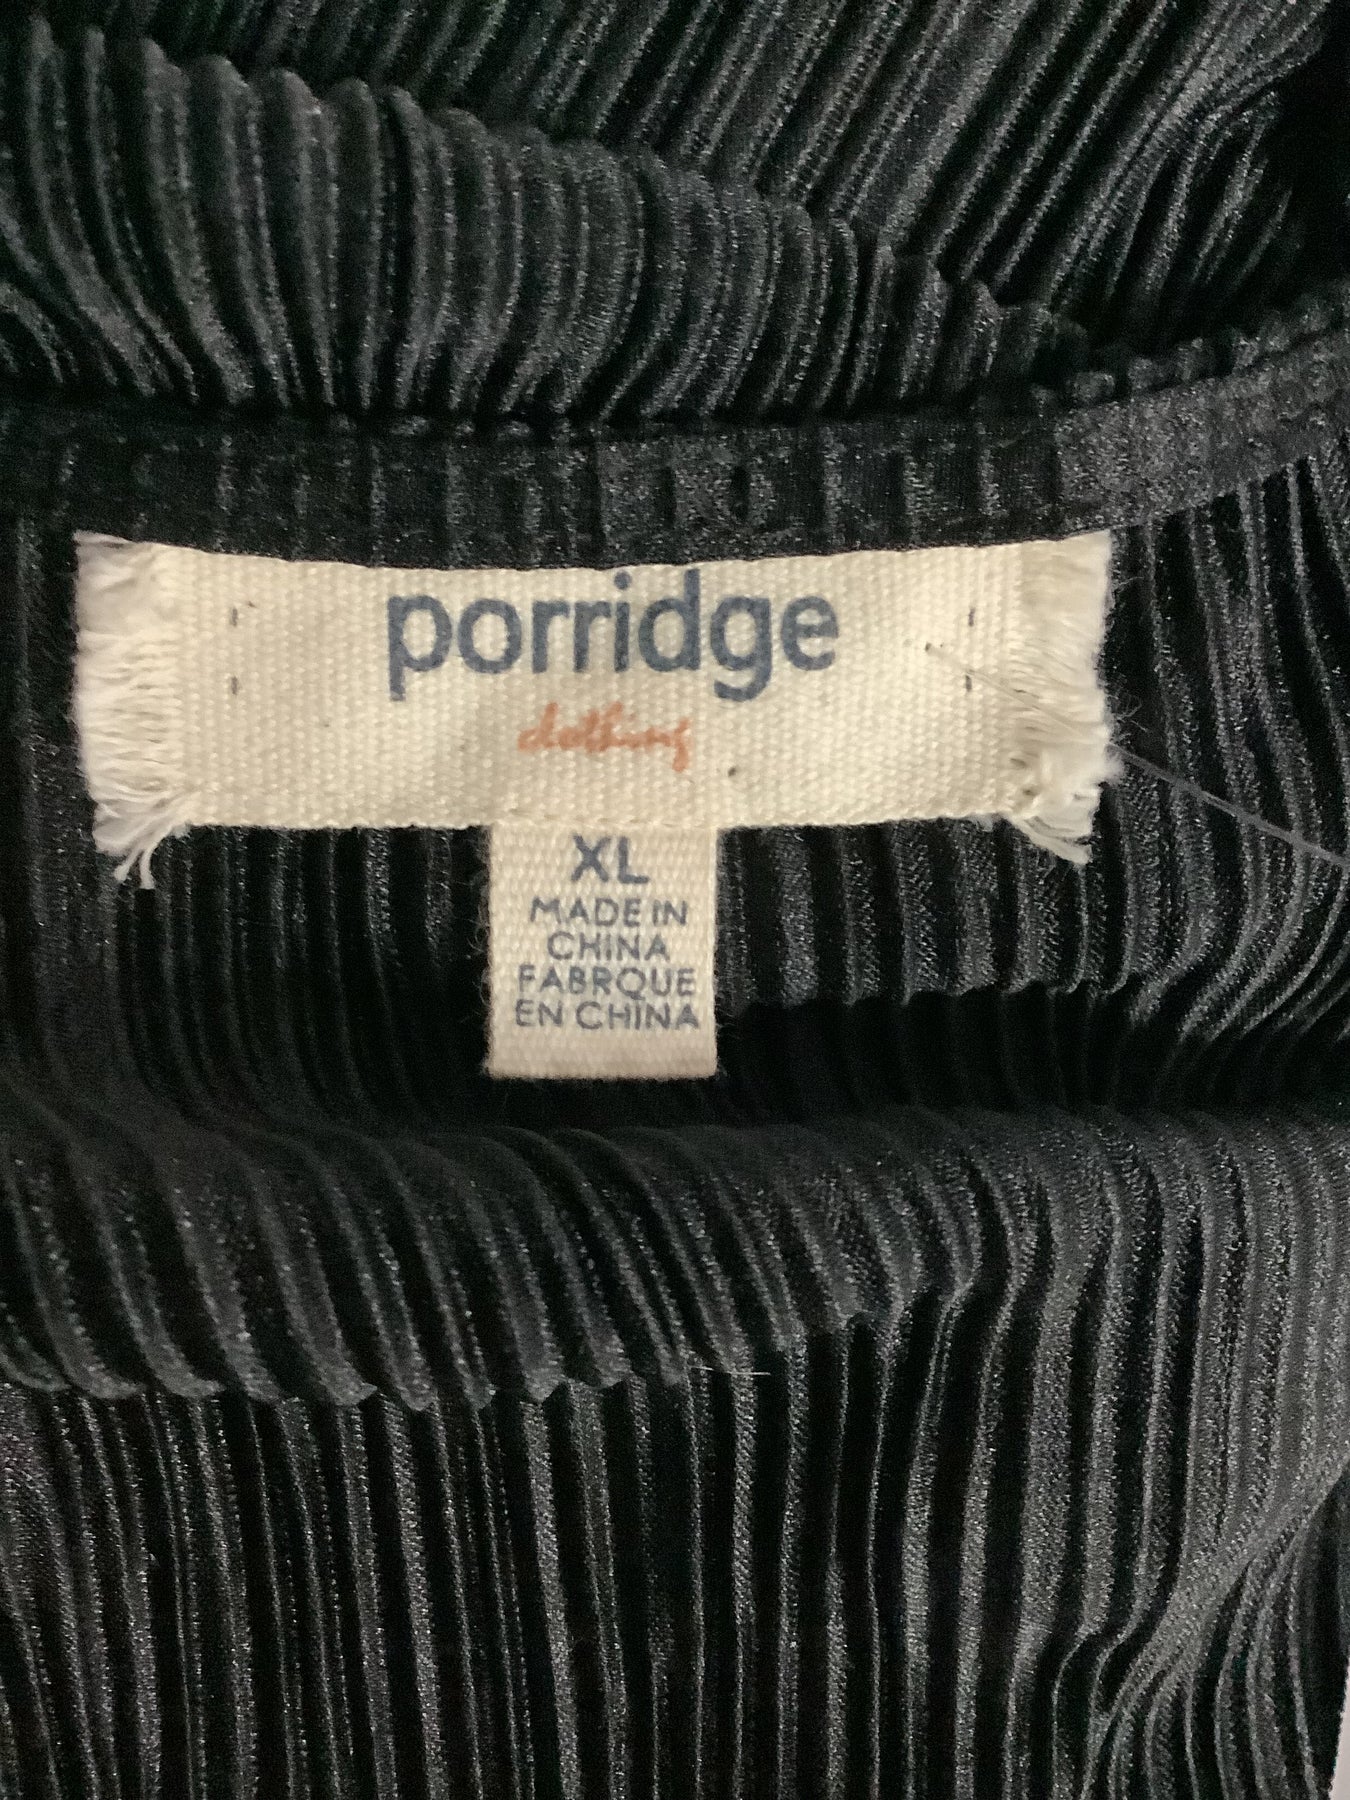 porridge
clothing
XL
MADE IN
CHINA
FABRQUE
EN CHINA